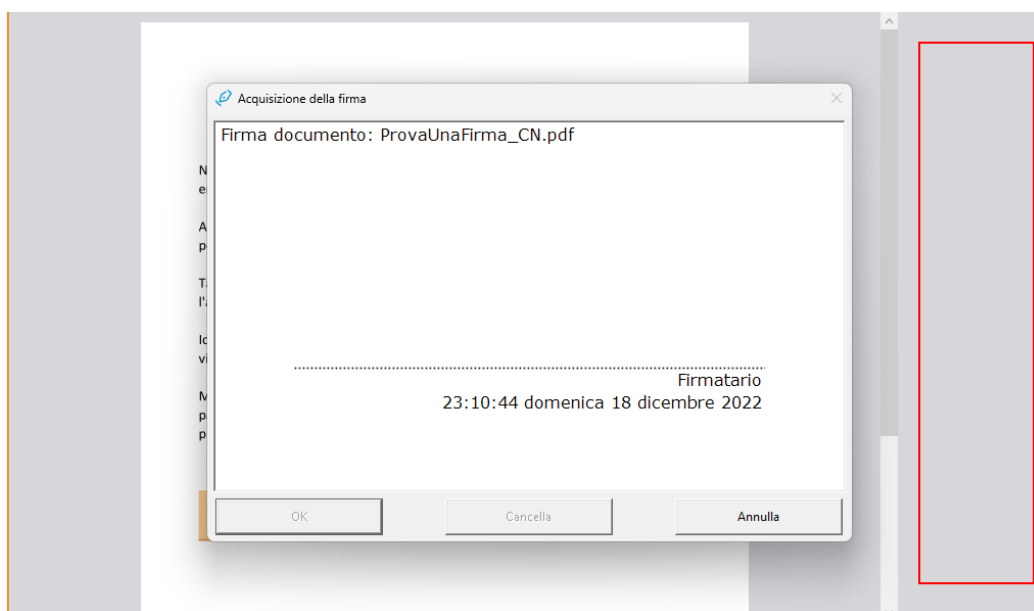 Acquisizione della firma
Firma documento: ProvaUnaFirma_CN.pdf
Firmatario
23:10:44 domenica 18 dicembre 2022
OK
Cancella
Annulla